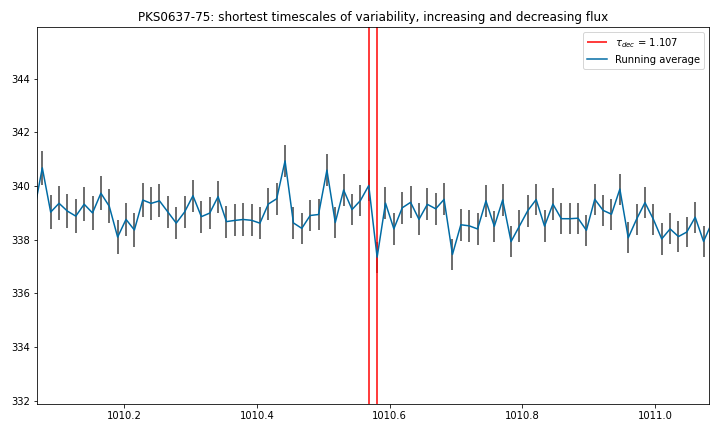 PKS0637-75: shortest timescales of variability, increasing and decreasing flux
τdec = 1.107
Running average
344
342
340
338
336
334
332
1010.2 1010.4 1010.6 1010.8 1011.0